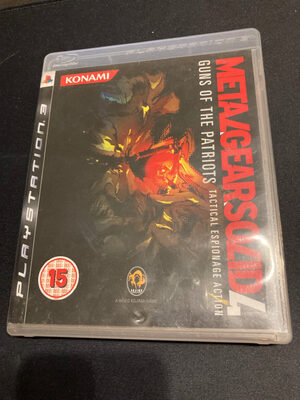 PLAYSTATION 3
KONAMI
METAL GEAR SOLID 4
GUNS OF THE PATRIOTS
TACTICAL ESPIONAGE ACTION
15
A HIDEO KOJIMA GAME